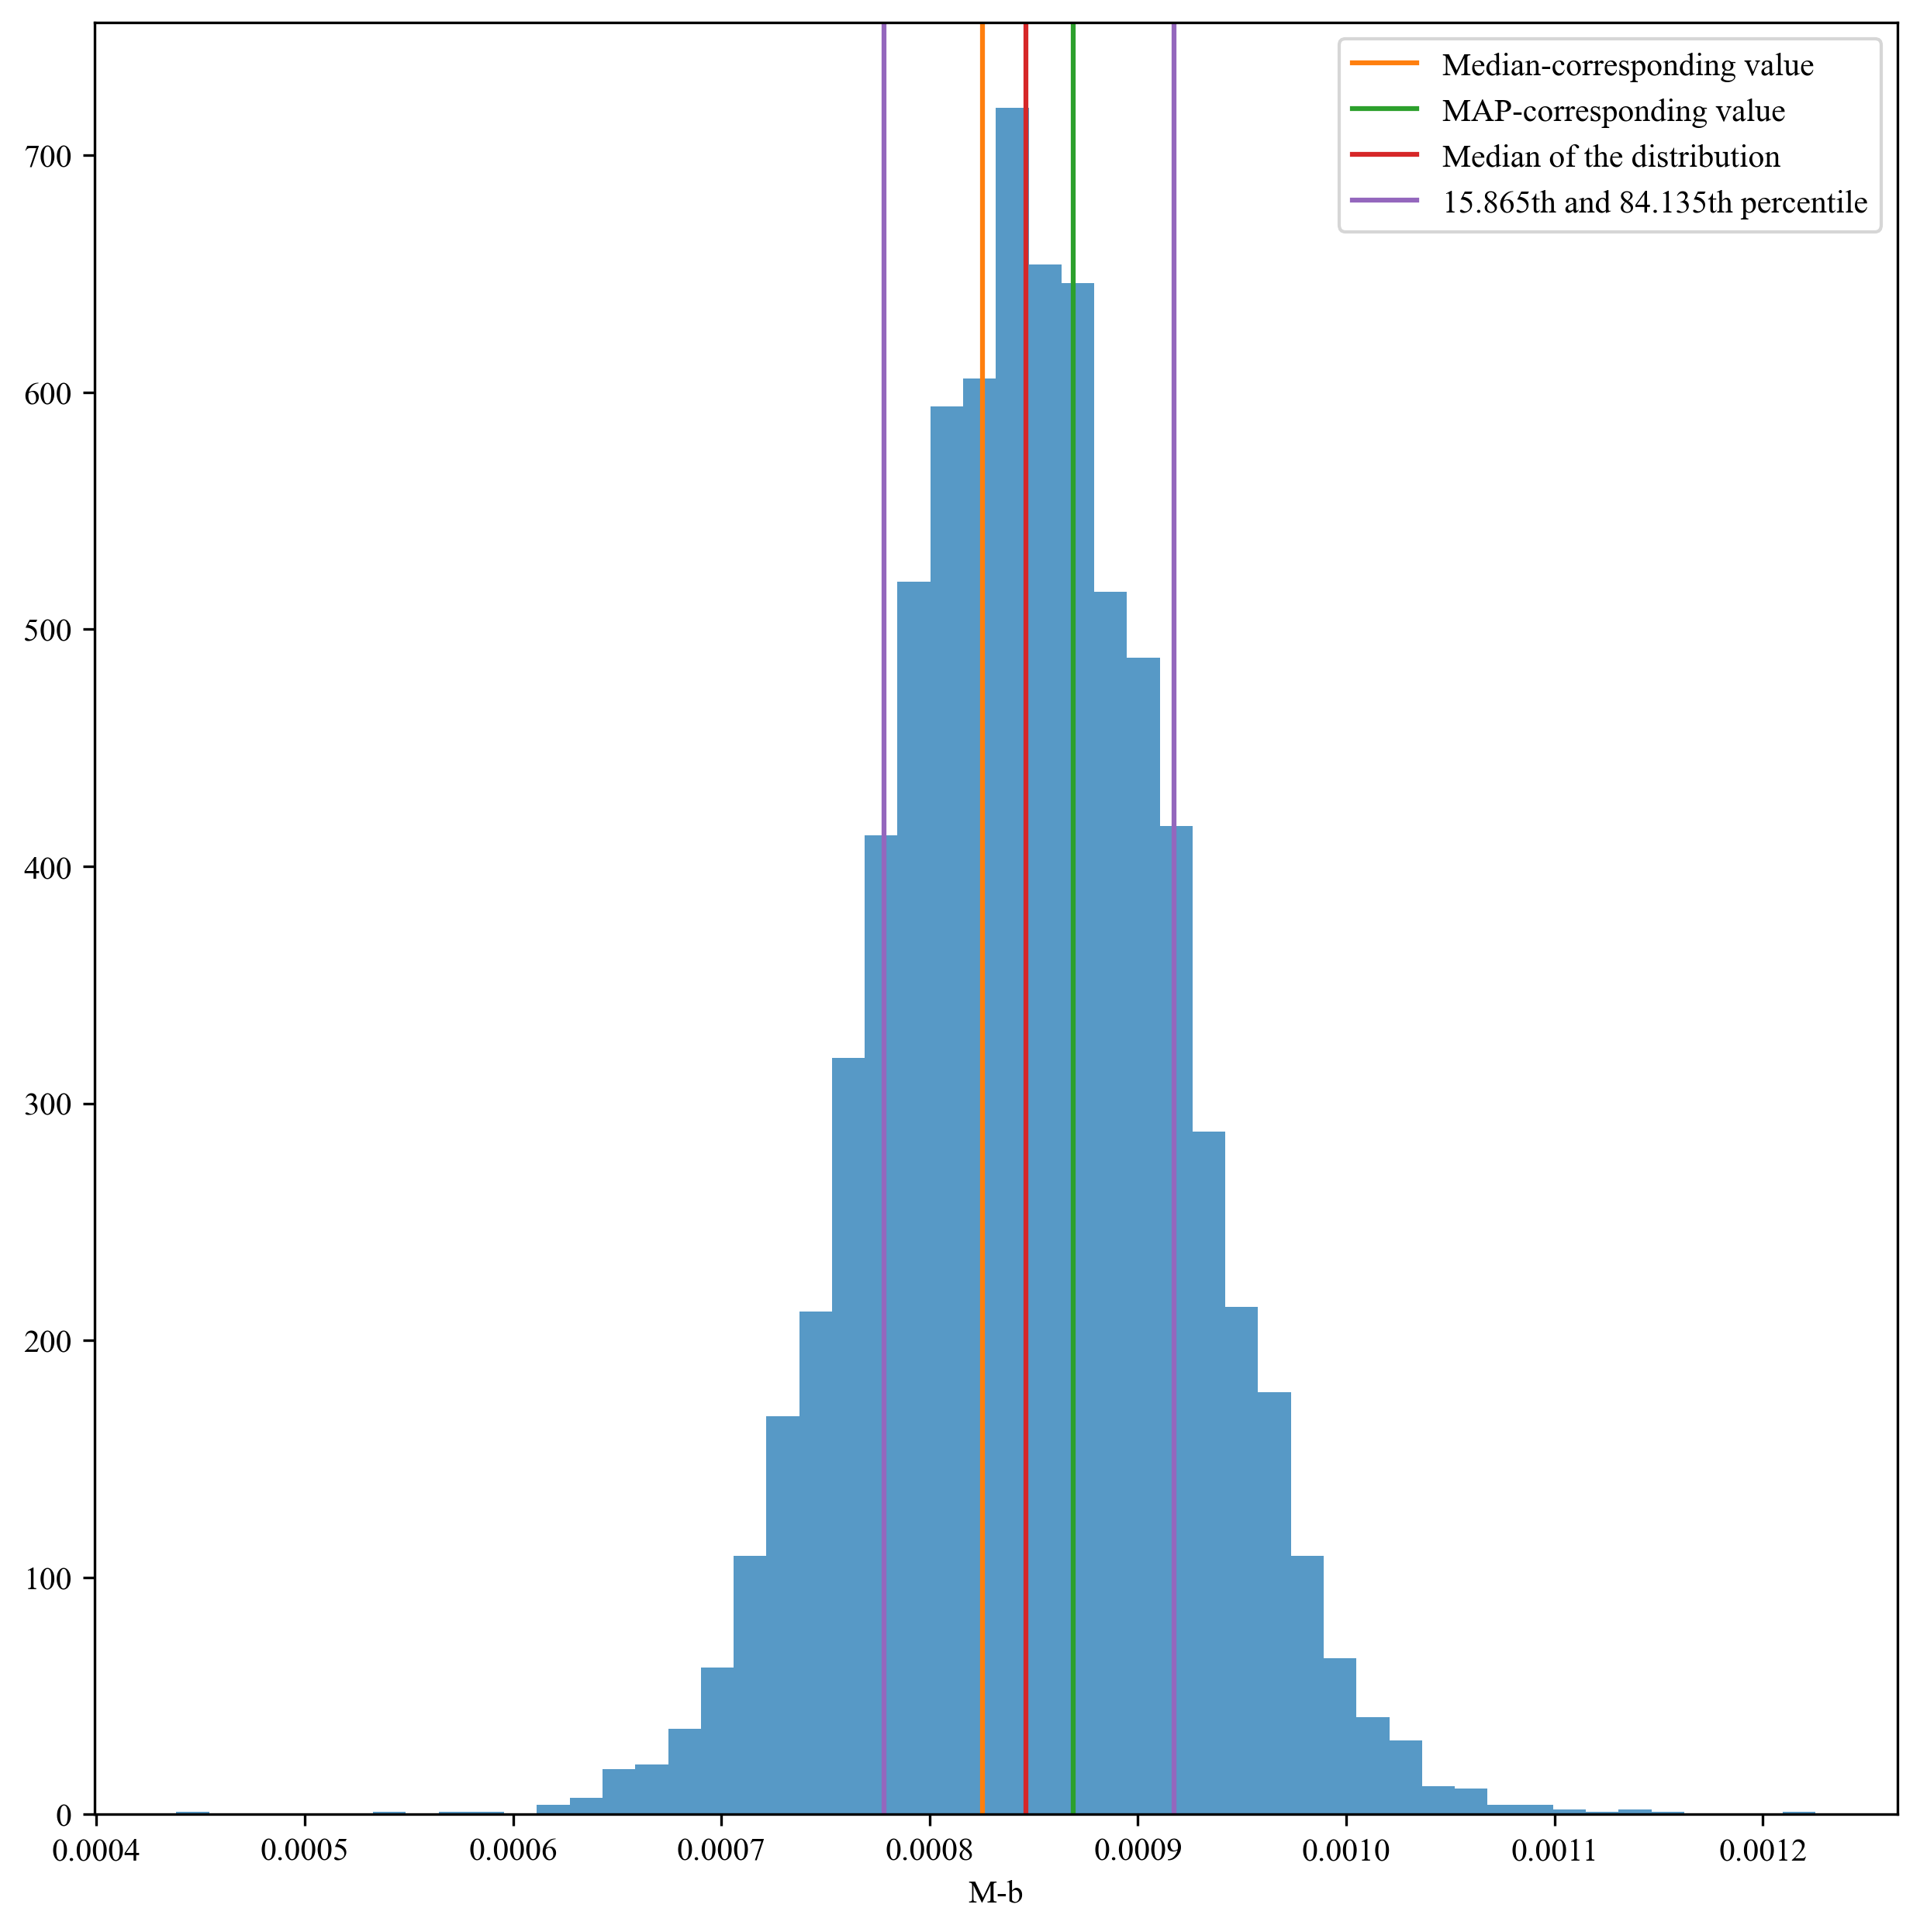 Median-corresponding value
MAP-corresponding value
Median of the distribution
15.865th and 84.135th percentile
700
600
500
400
300
200
100
0
0.0004 0.0005 0.0006 0.0007 0.0008 0.0009 0.0010 0.0011 0.0012
M-b